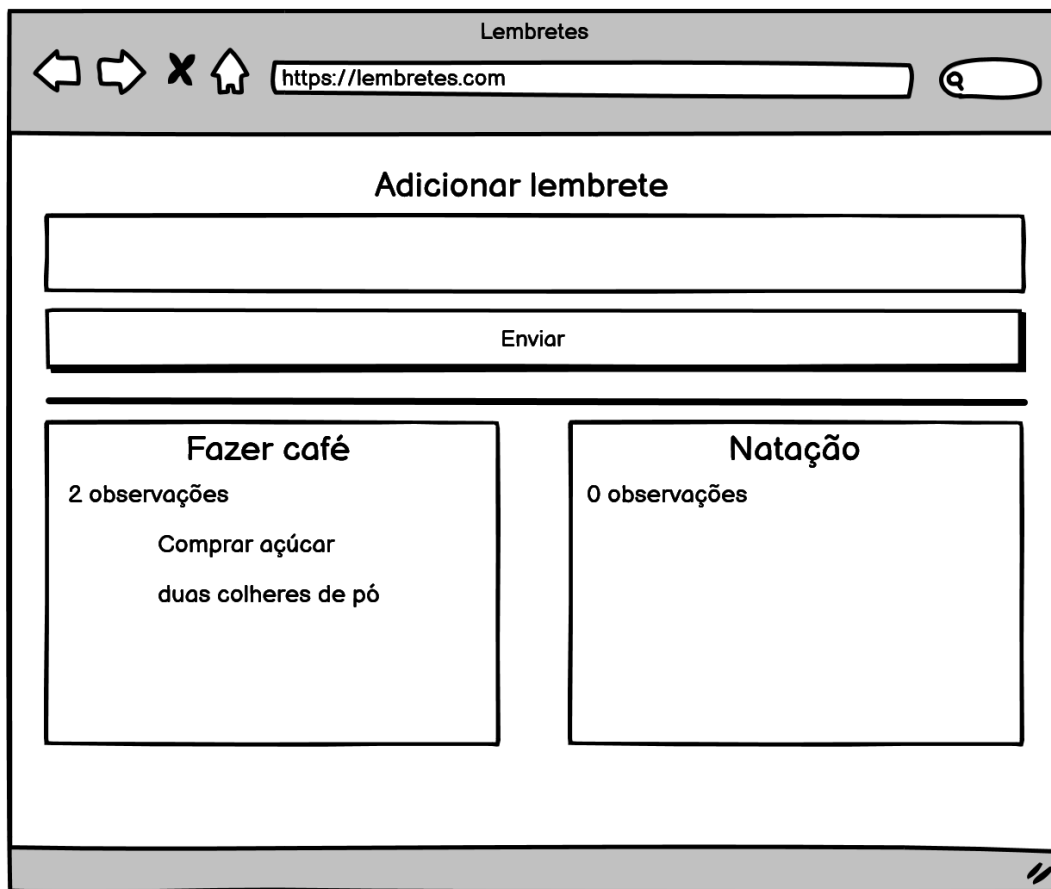 Lembretes
https://lembretes.com
Adicionar lembrete
Enviar
Fazer café
2 observações
Comprar açúcar
duas colheres de pó
Natação
0 observações